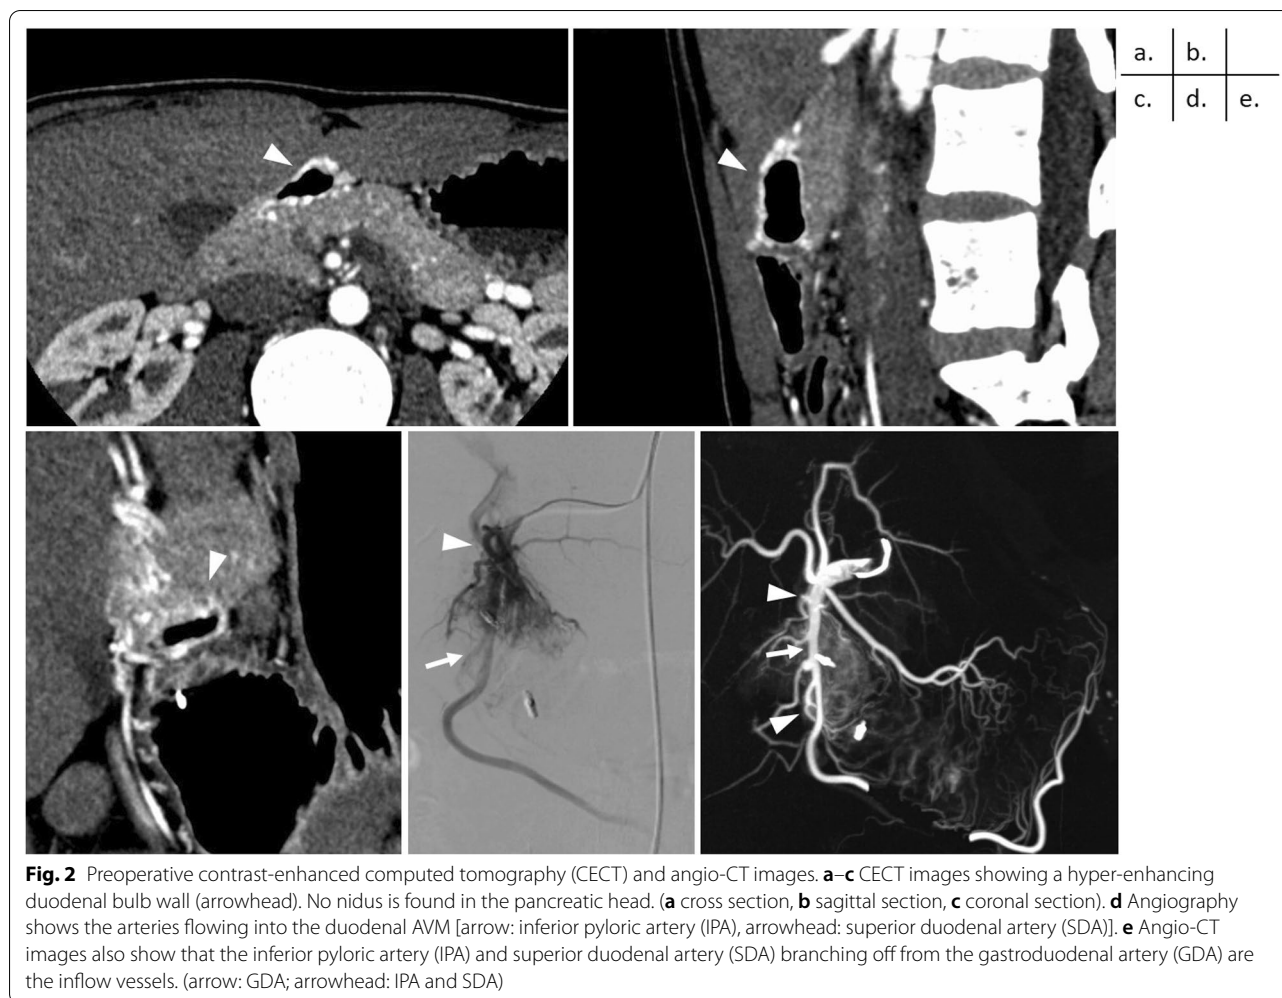 a. b.
c. d. e.
Fig. 2 Preoperative contrast-enhanced computed tomography (CECT) and angio-CT images. a–c CECT images showing a hyper-enhancing
duodenal bulb wall (arrowhead). No nidus is found in the pancreatic head. (a cross section, b sagittal section, c coronal section). d Angiography
shows the arteries flowing into the duodenal AVM [arrow: inferior pyloric artery (IPA), arrowhead: superior duodenal artery (SDA)]. e Angio-CT
images also show that the inferior pyloric artery (IPA) and superior duodenal artery (SDA) branching off from the gastroduodenal artery (GDA) are
the inflow vessels. (arrow: GDA; arrowhead: IPA and SDA)